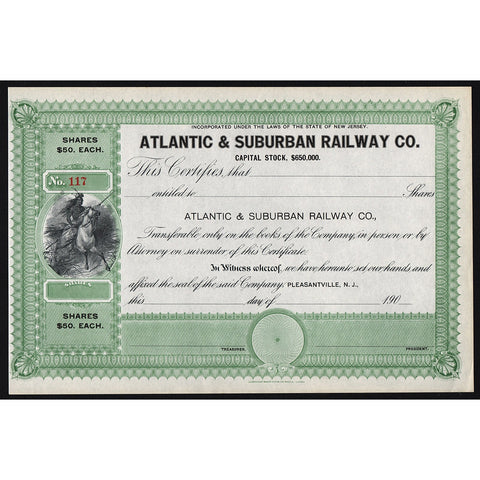 INCORPORATED UNDER THE LAWS OF THE STATE OF NEW JERSEY.
SHARES
$50. EACH.
ATLANTIC & SUBURBAN RAILWAY CO.
CAPITAL STOCK, $650,000.
No. 117
This Certifies, that
entitled to Shares
ATLANTIC & SUBURBAN RAILWAY CO.,
Transferable only on the books of the Company, in person or by
Attorney on surrender of this Certificate.
In Witness whereof, we have hereunto set our hands and
affixed the seal of the said Company. PLEASANTVILLE, N. J.,
this day of 190
SHARES
SHARES
$50. EACH.
TREASURER. PRESIDENT.